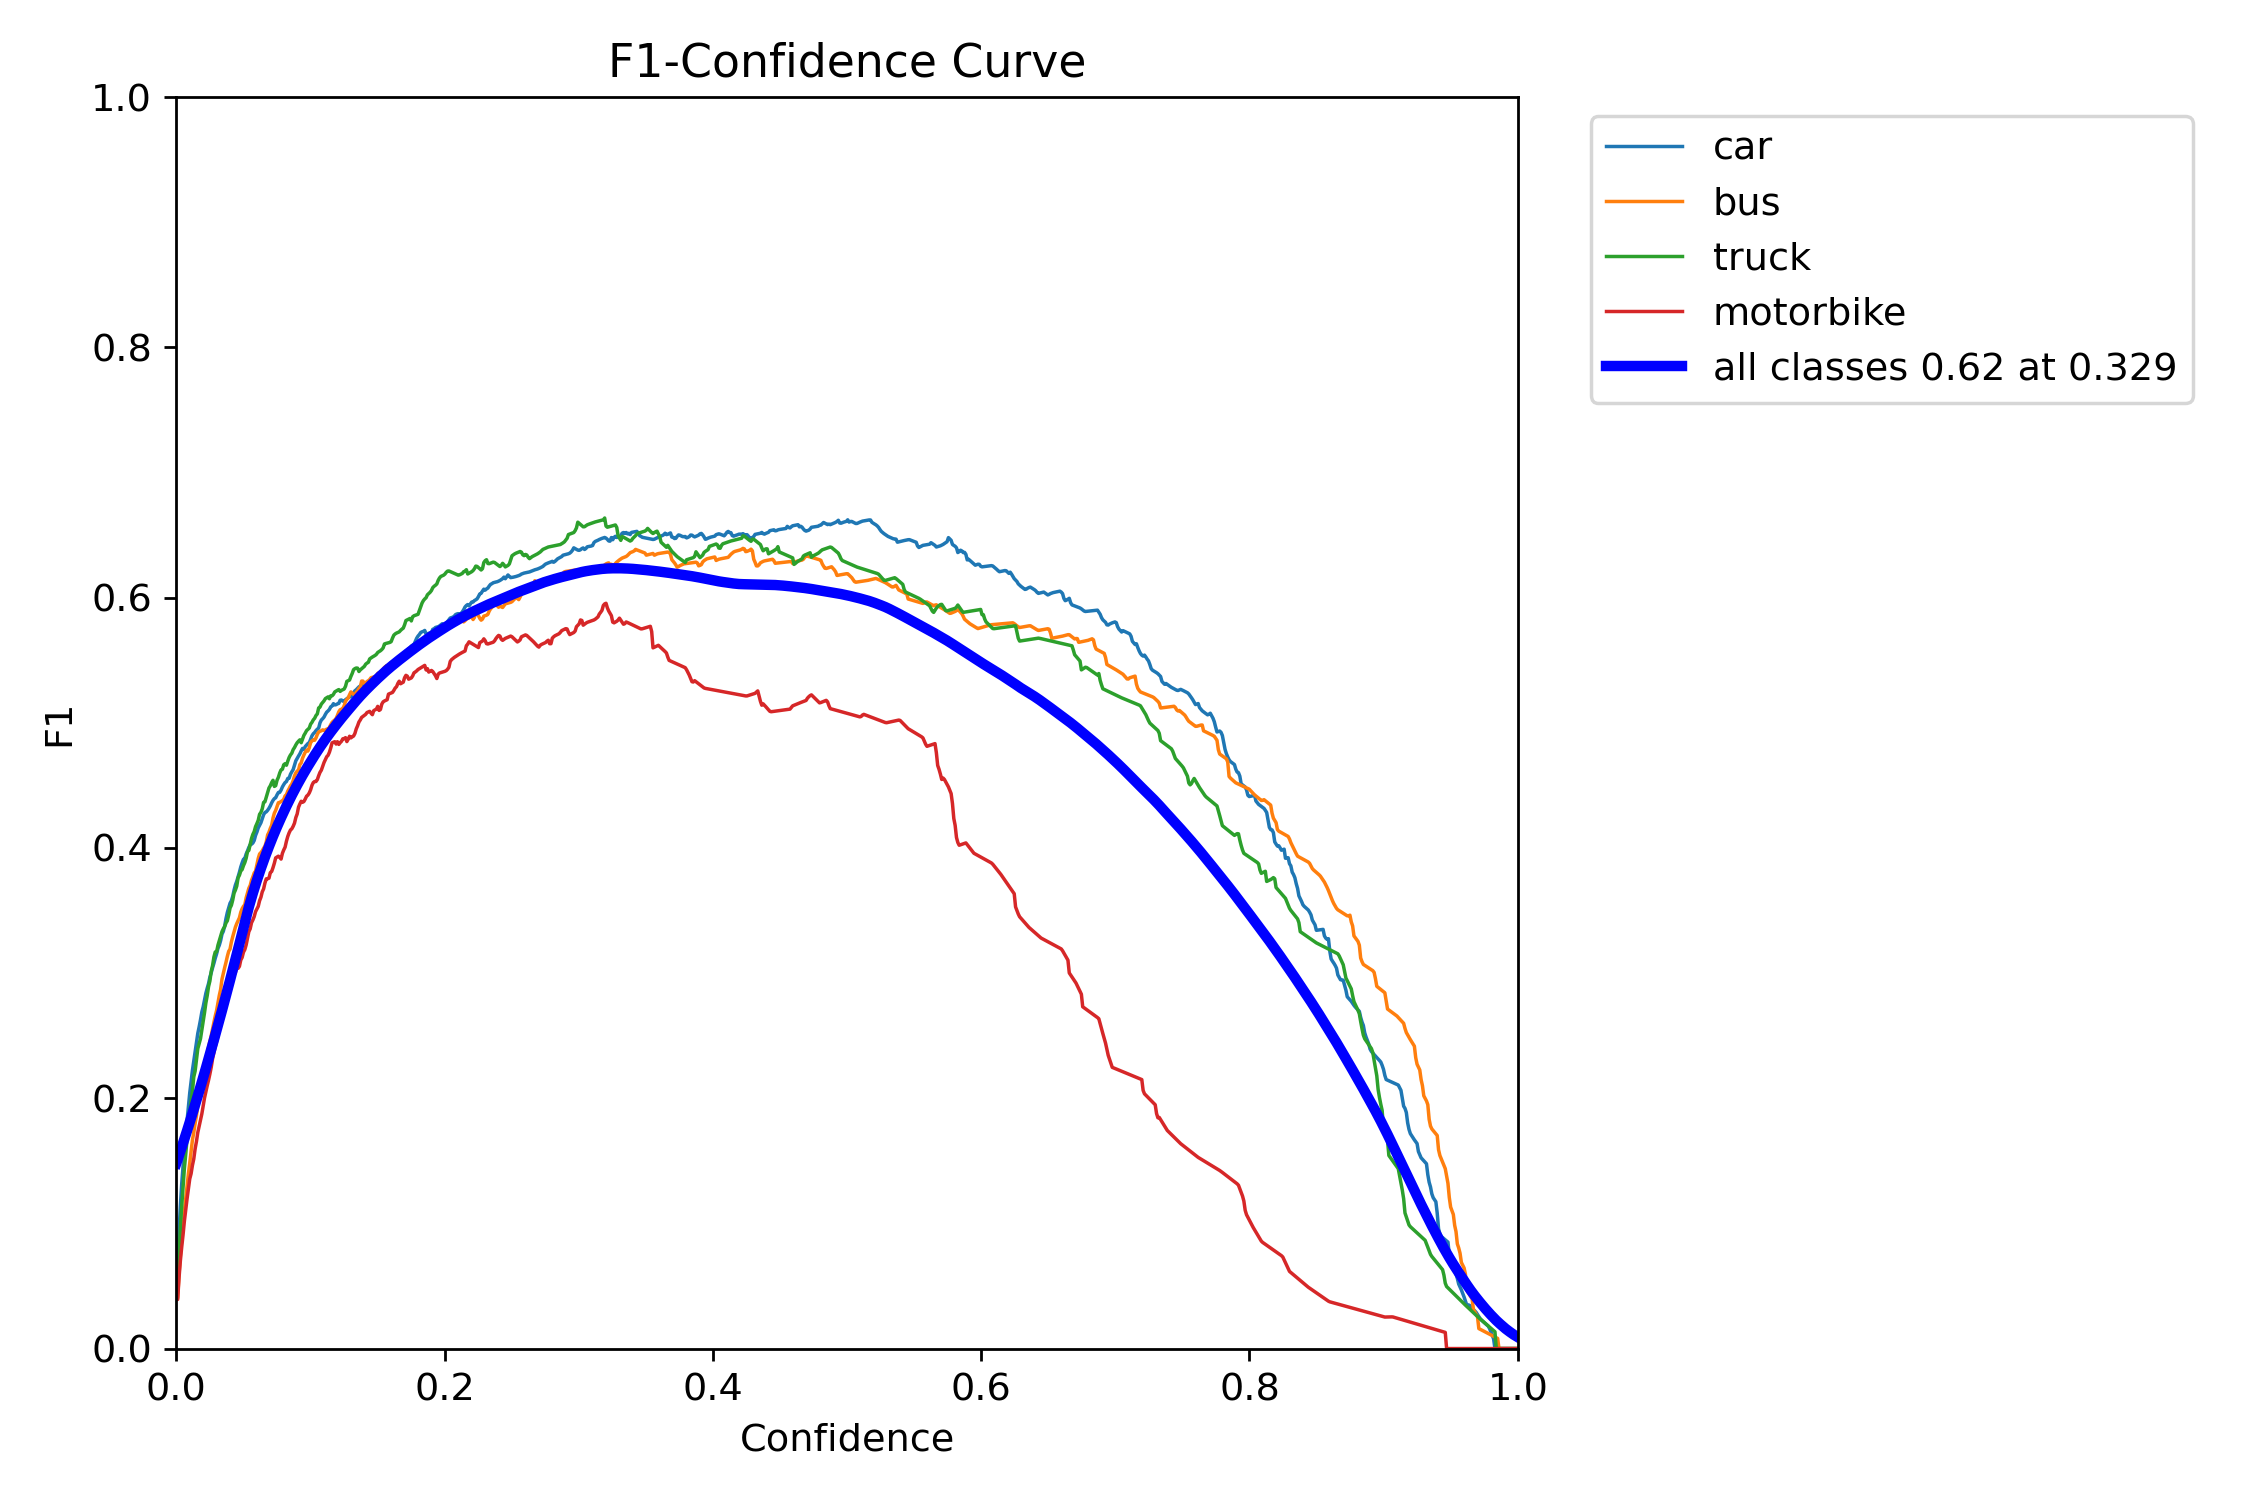 F1-Confidence Curve
1.0
0.8
0.6
0.4
0.2
0.0
F1
0.0 0.2 0.4 0.6 0.8 1.0
Confidence
car
bus
truck
motorbike
all classes 0.62 at 0.329